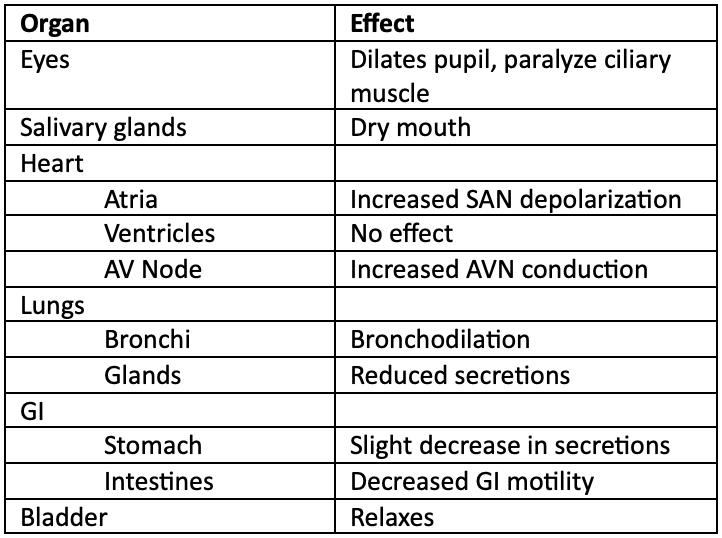 Organ Effect
Eyes Dilates pupil, paralyze ciliary
muscle
Salivary glands Dry mouth
Heart
Atria Increased SAN depolarization
Ventricles No effect
AV Node Increased AVN conduction
Lungs
Bronchi Bronchodilation
Glands Reduced secretions
GI
Stomach Slight decrease in secretions
Intestines Decreased GI motility
Bladder Relaxes